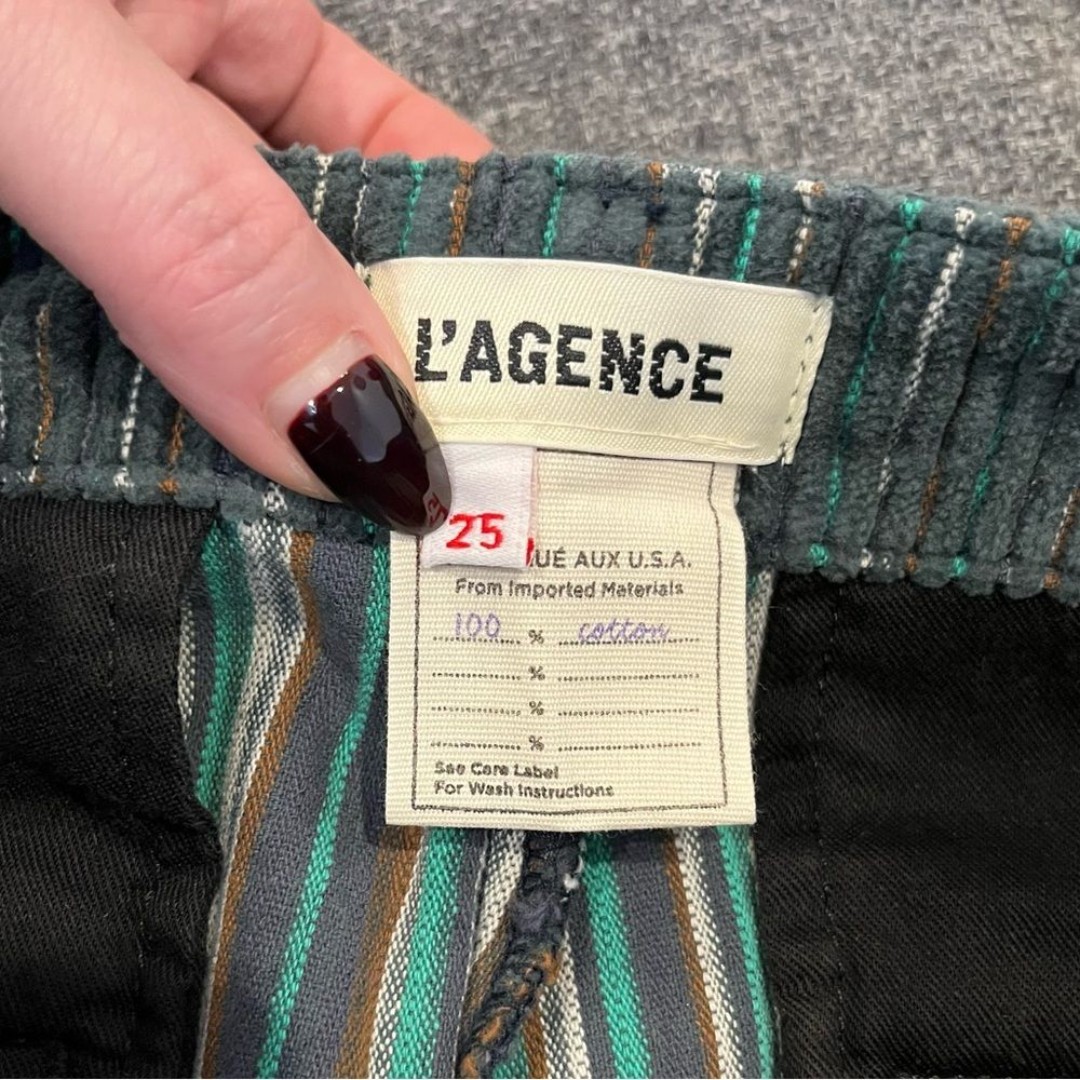 L'AGENCE
25
UÉ AUX U.S.A.
From Imported Materials
100 % cotton
%
%
%
See Care Label
For Wash Instructions